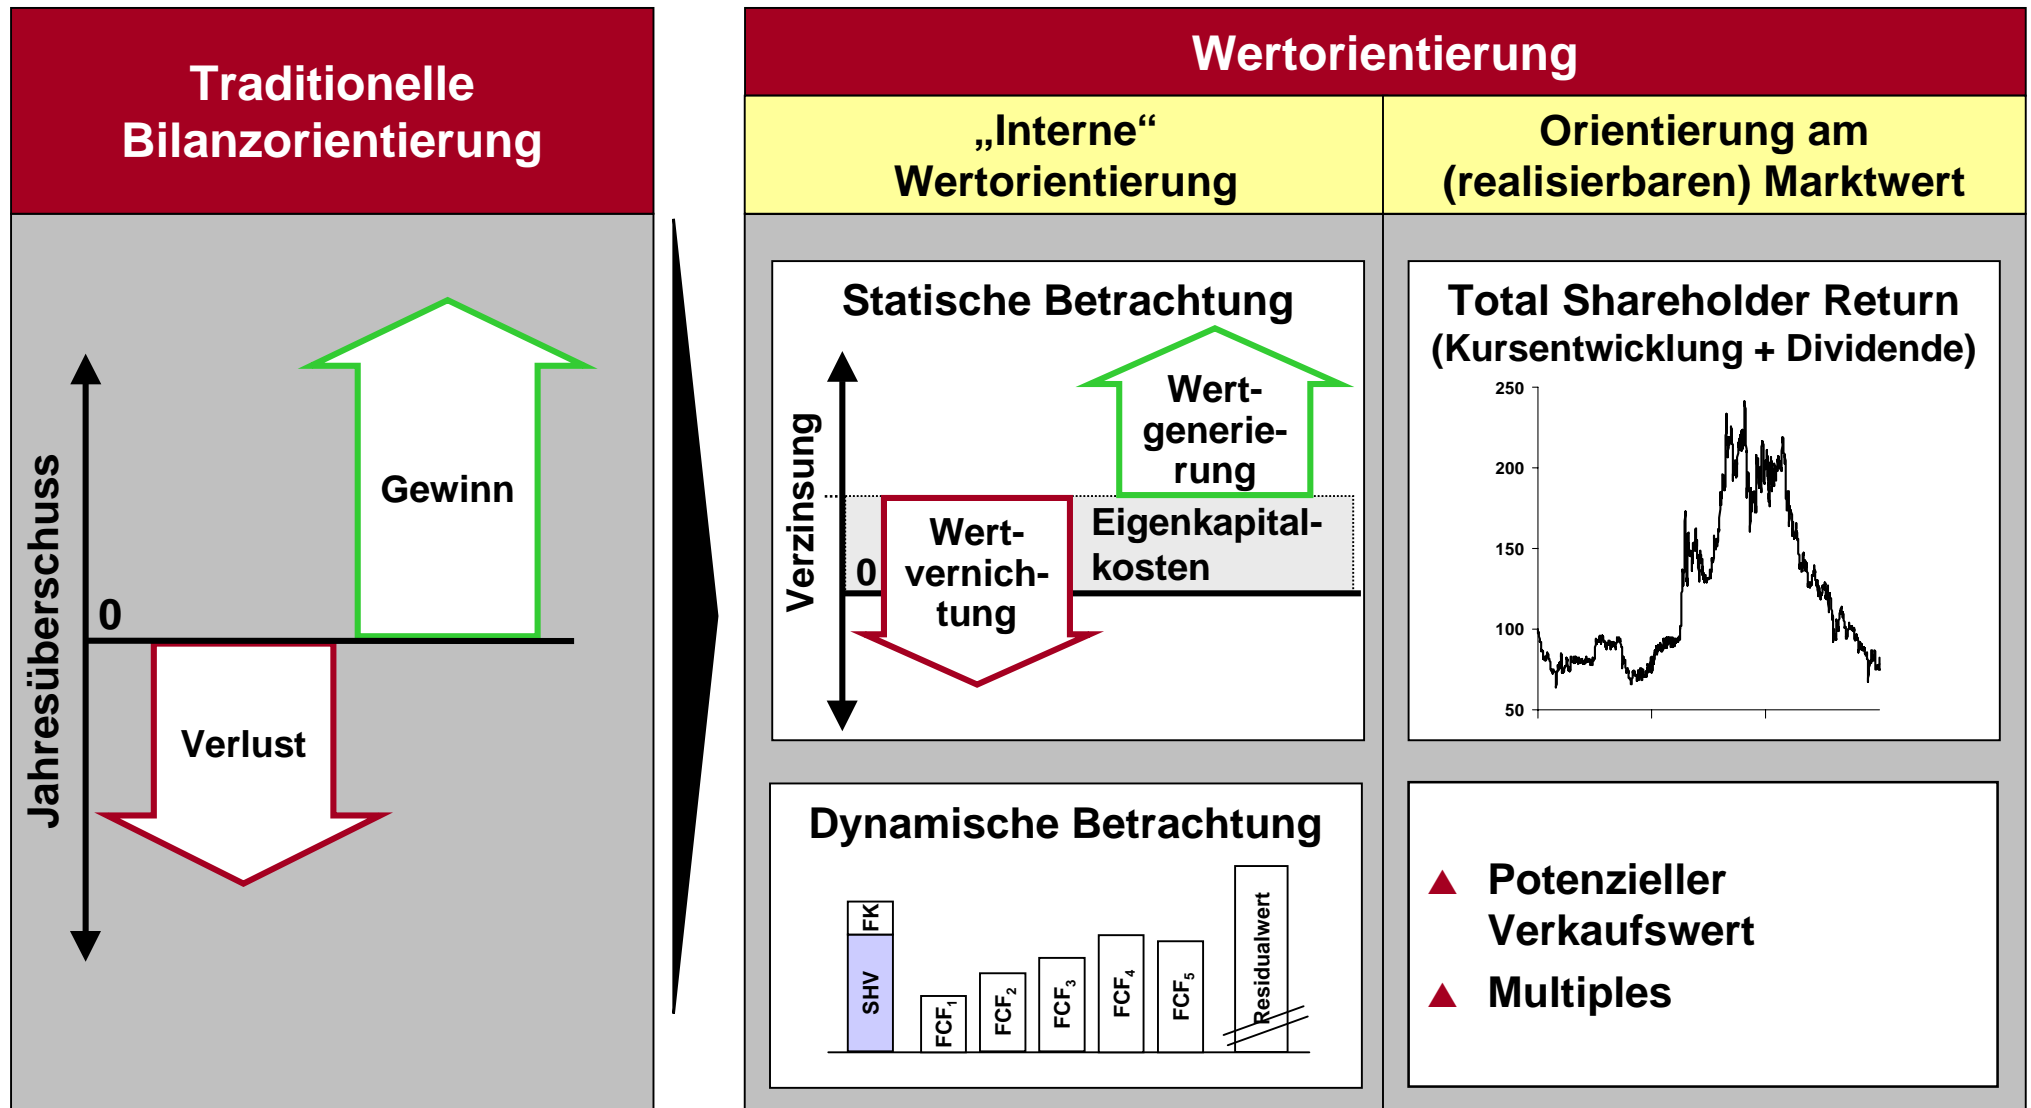 Traditionelle
Bilanzorientierung
Jahresüberschuss
0
Gewinn
Verlust
Wertorientierung
„Interne“
Wertorientierung
Orientierung am
(realisierbaren) Marktwert
Statische Betrachtung
Verzinsung
0
Wert-
generie-
rung
Wert-
vernich-
tung
Eigenkapital-
kosten
Total Shareholder Return
(Kursentwicklung + Dividende)
250
200
150
100
50
Dynamische Betrachtung
FK
SHV
FCF1
FCF2
FCF3
FCF4
FCF5
Residualwert
Potenzieller
Verkaufswert
Multiples